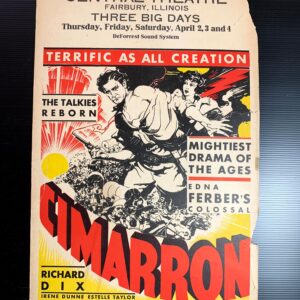 CENTRAL THEATRE
FAIRBURY, ILLINOIS
THREE BIG DAYS
Thursday, Friday, Saturday, April 2, 3 and 4
DeForrest Sound System
TERRIFIC AS ALL CREATION
THE TALKIES
REBORN
MIGHTIEST
DRAMA OF
THE AGES
EDNA
FERBER'S
COLOSSAL
CIMARRON
RICHARD
DIX
IRENE DUNNE ESTELLE TAYLOR